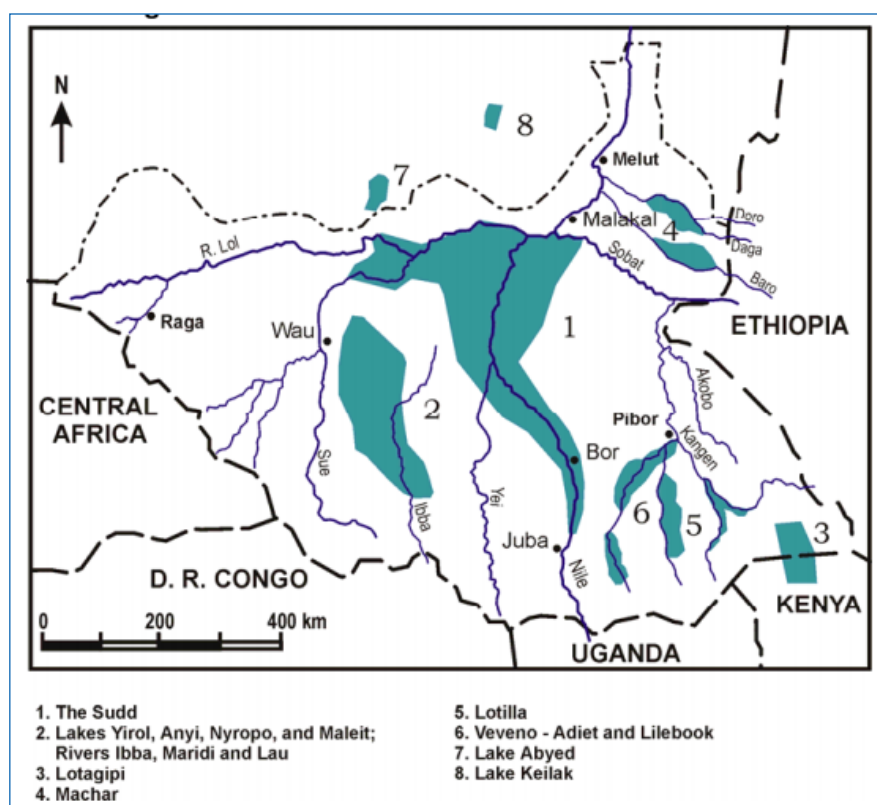 N
8
7
Melut
Malakal
4
Doro
Daga
Baro
R. Lol
Sobat
Raga
Wau
1
ETHIOPIA
CENTRAL
AFRICA
2
Pibor
Akobo
Kangen
Sue
Bor
Yei
Ibba
6
5
3
Juba
Nile
D. R. CONGO
KENYA
0 200 400 km
UGANDA
1. The Sudd
2. Lakes Yirol, Anyi, Nyropo, and Maleit;
Rivers Ibba, Maridi and Lau
3. Lotagipi
4. Machar
5. Lotilla
6. Veveno - Adiet and Lilebook
7. Lake Abyed
8. Lake Keilak